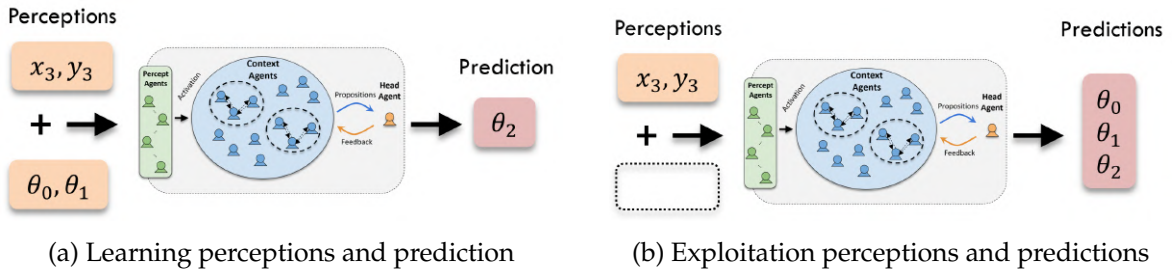 Perceptions
x₃, y₃
+
θ₀, θ₁
Percept
Agents
Activation
Context
Agents
Propositions
Feedback
Head
Agent
Prediction
θ₂
(a) Learning perceptions and prediction
Perceptions
x₃, y₃
+
Percept
Agents
Activation
Context
Agents
Propositions
Feedback
Head
Agent
Predictions
θ₀
θ₁
θ₂
(b) Exploitation perceptions and predictions